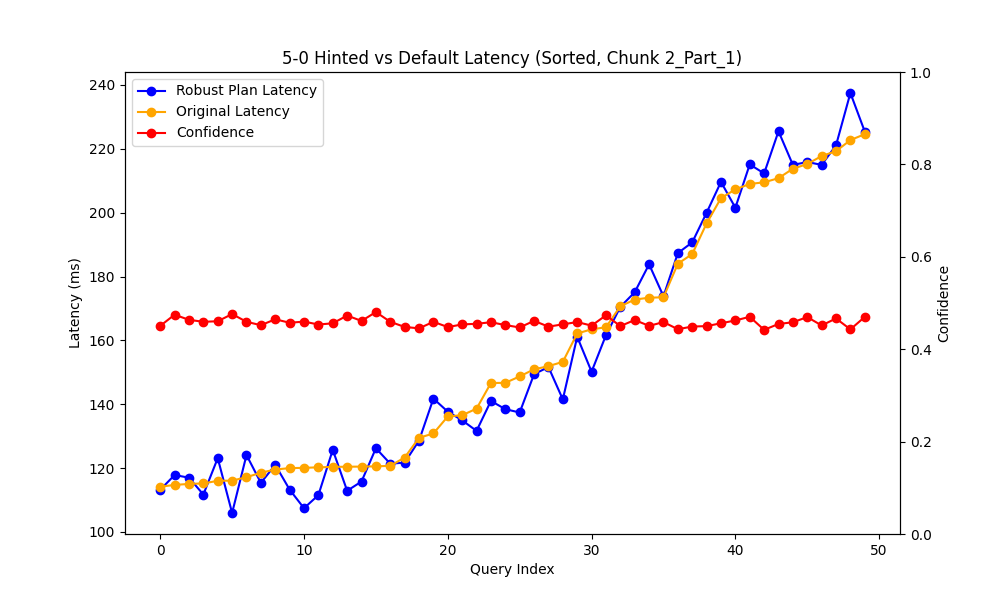 5-0 Hinted vs Default Latency (Sorted, Chunk 2_Part_1)
Robust Plan Latency
Original Latency
Confidence
Latency (ms)
240
220
200
180
160
140
120
100
1.0
0.8
0.6
0.4
0.2
0.0
Confidence
0 10 20 30 40 50
Query Index